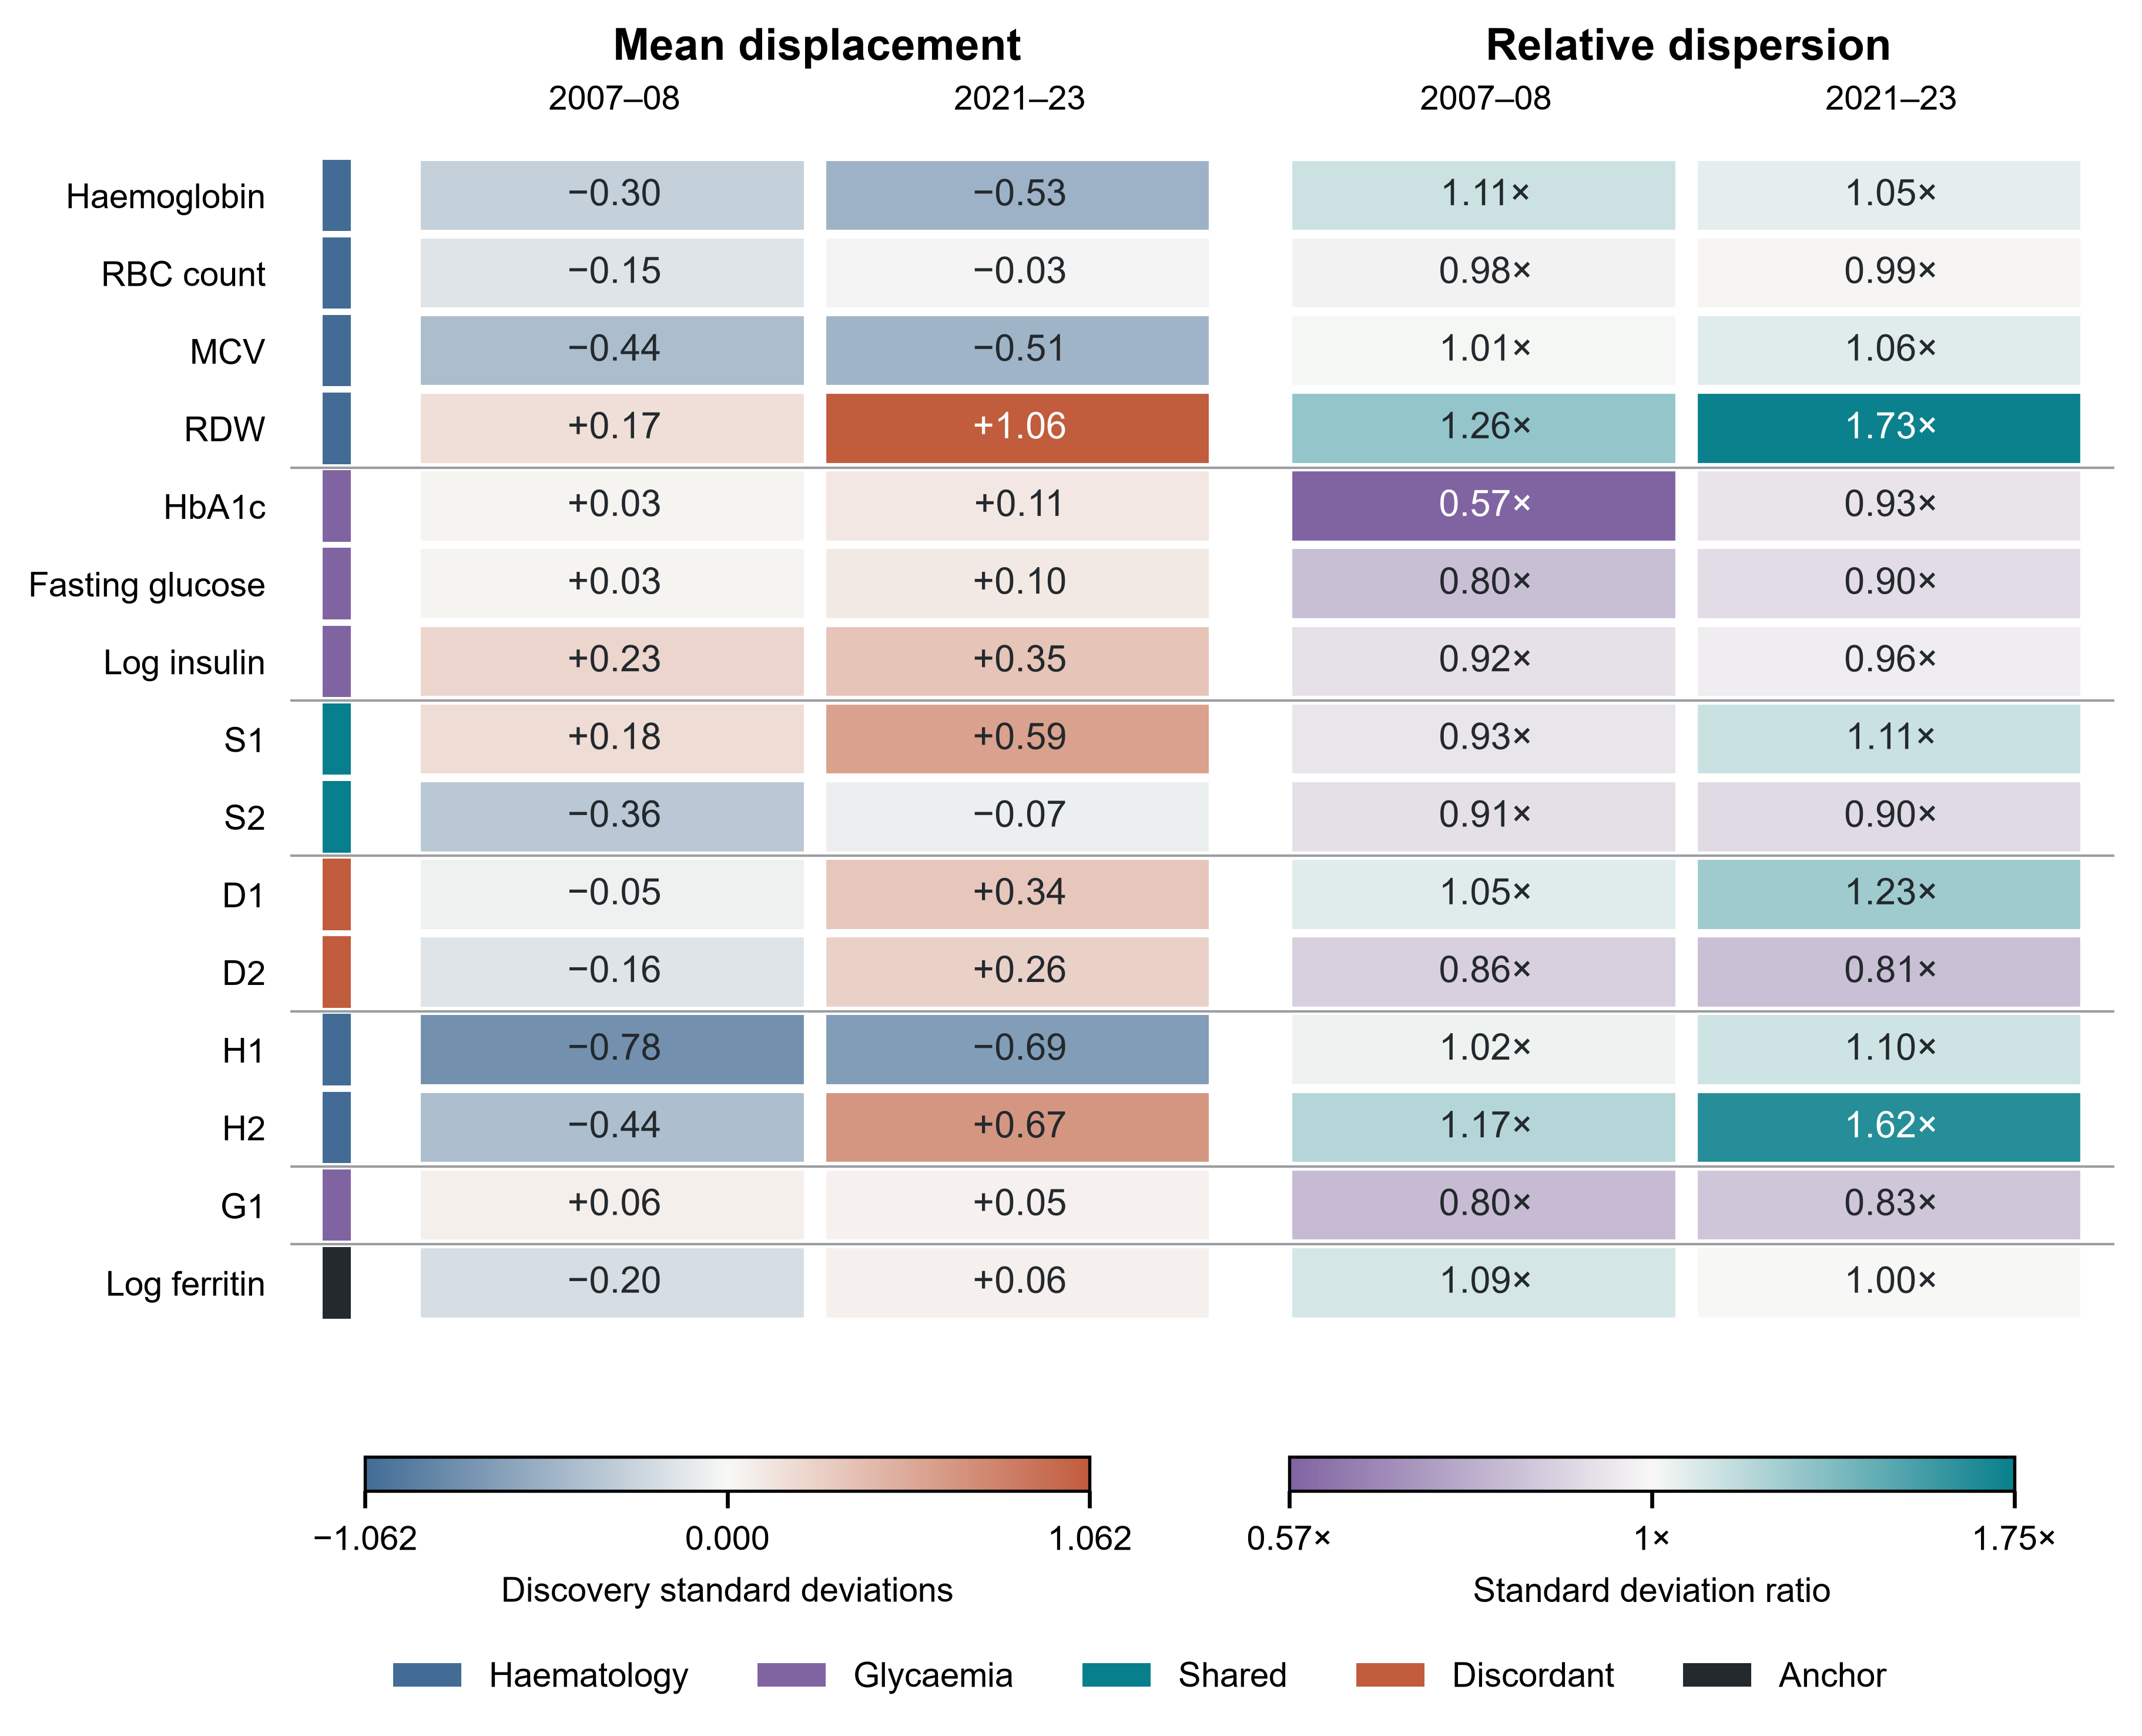 Mean displacement Relative dispersion
2007–08 2021–23 2007–08 2021–23
Haemoglobin −0.30 −0.53 1.11× 1.05×
RBC count −0.15 −0.03 0.98× 0.99×
MCV −0.44 −0.51 1.01× 1.06×
RDW +0.17 +1.06 1.26× 1.73×
HbA1c +0.03 +0.11 0.57× 0.93×
Fasting glucose +0.03 +0.10 0.80× 0.90×
Log insulin +0.23 +0.35 0.92× 0.96×
S1 +0.18 +0.59 0.93× 1.11×
S2 −0.36 −0.07 0.91× 0.90×
D1 −0.05 +0.34 1.05× 1.23×
D2 −0.16 +0.26 0.86× 0.81×
H1 −0.78 −0.69 1.02× 1.10×
H2 −0.44 +0.67 1.17× 1.62×
G1 +0.06 +0.05 0.80× 0.83×
Log ferritin −0.20 +0.06 1.09× 1.00×
−1.062 0.000 1.062 0.57× 1× 1.75×
Discovery standard deviations Standard deviation ratio
Haematology Glycaemia Shared Discordant Anchor